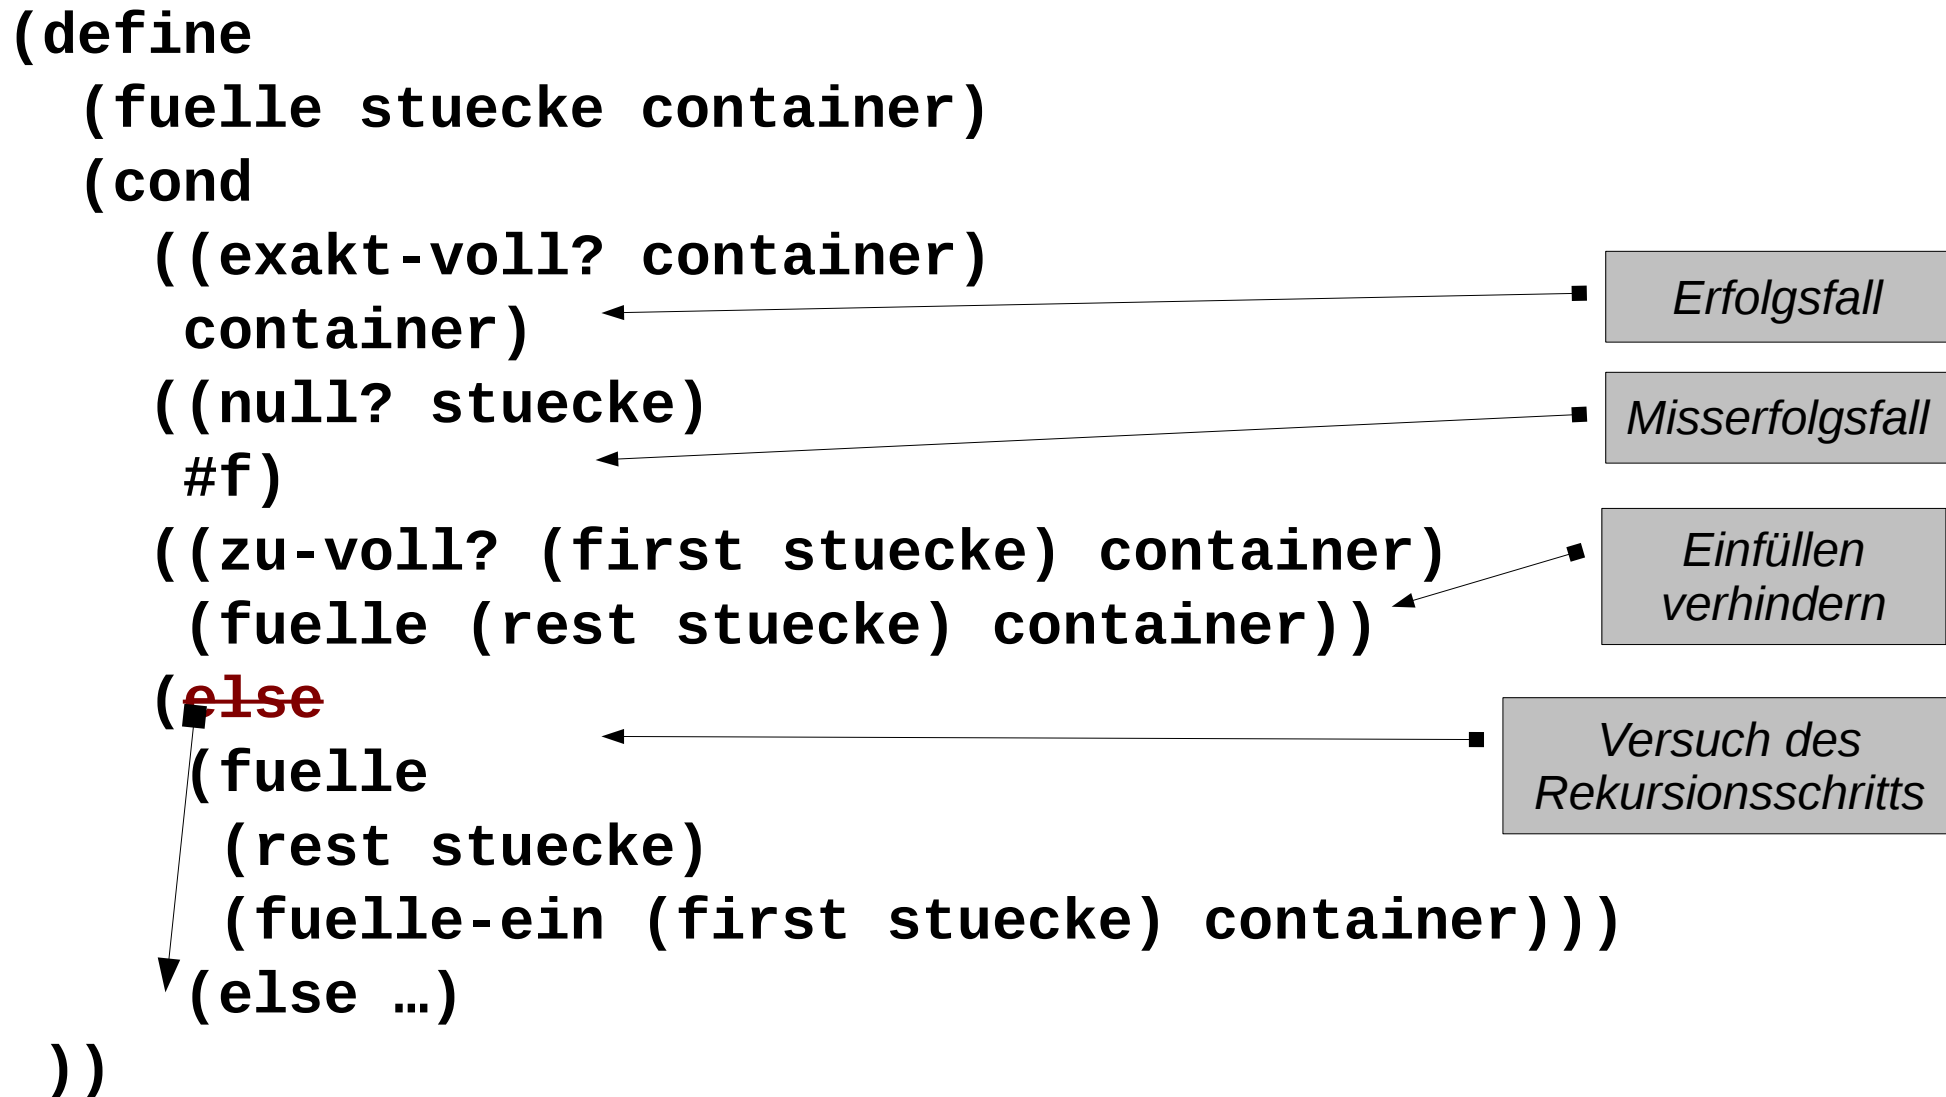 (define
(fuelle stuecke container)
(cond
((exakt-voll? container)
container)
((null? stuecke)
#f)
((zu-voll? (first stuecke) container)
(fuelle (rest stuecke) container))
(else
(fuelle
(rest stuecke)
(fuelle-ein (first stuecke) container)))
(else …)
))
Erfolgsfall
Misserfolgsfall
Einfüllen
verhindern
Versuch des
Rekursionsschritts